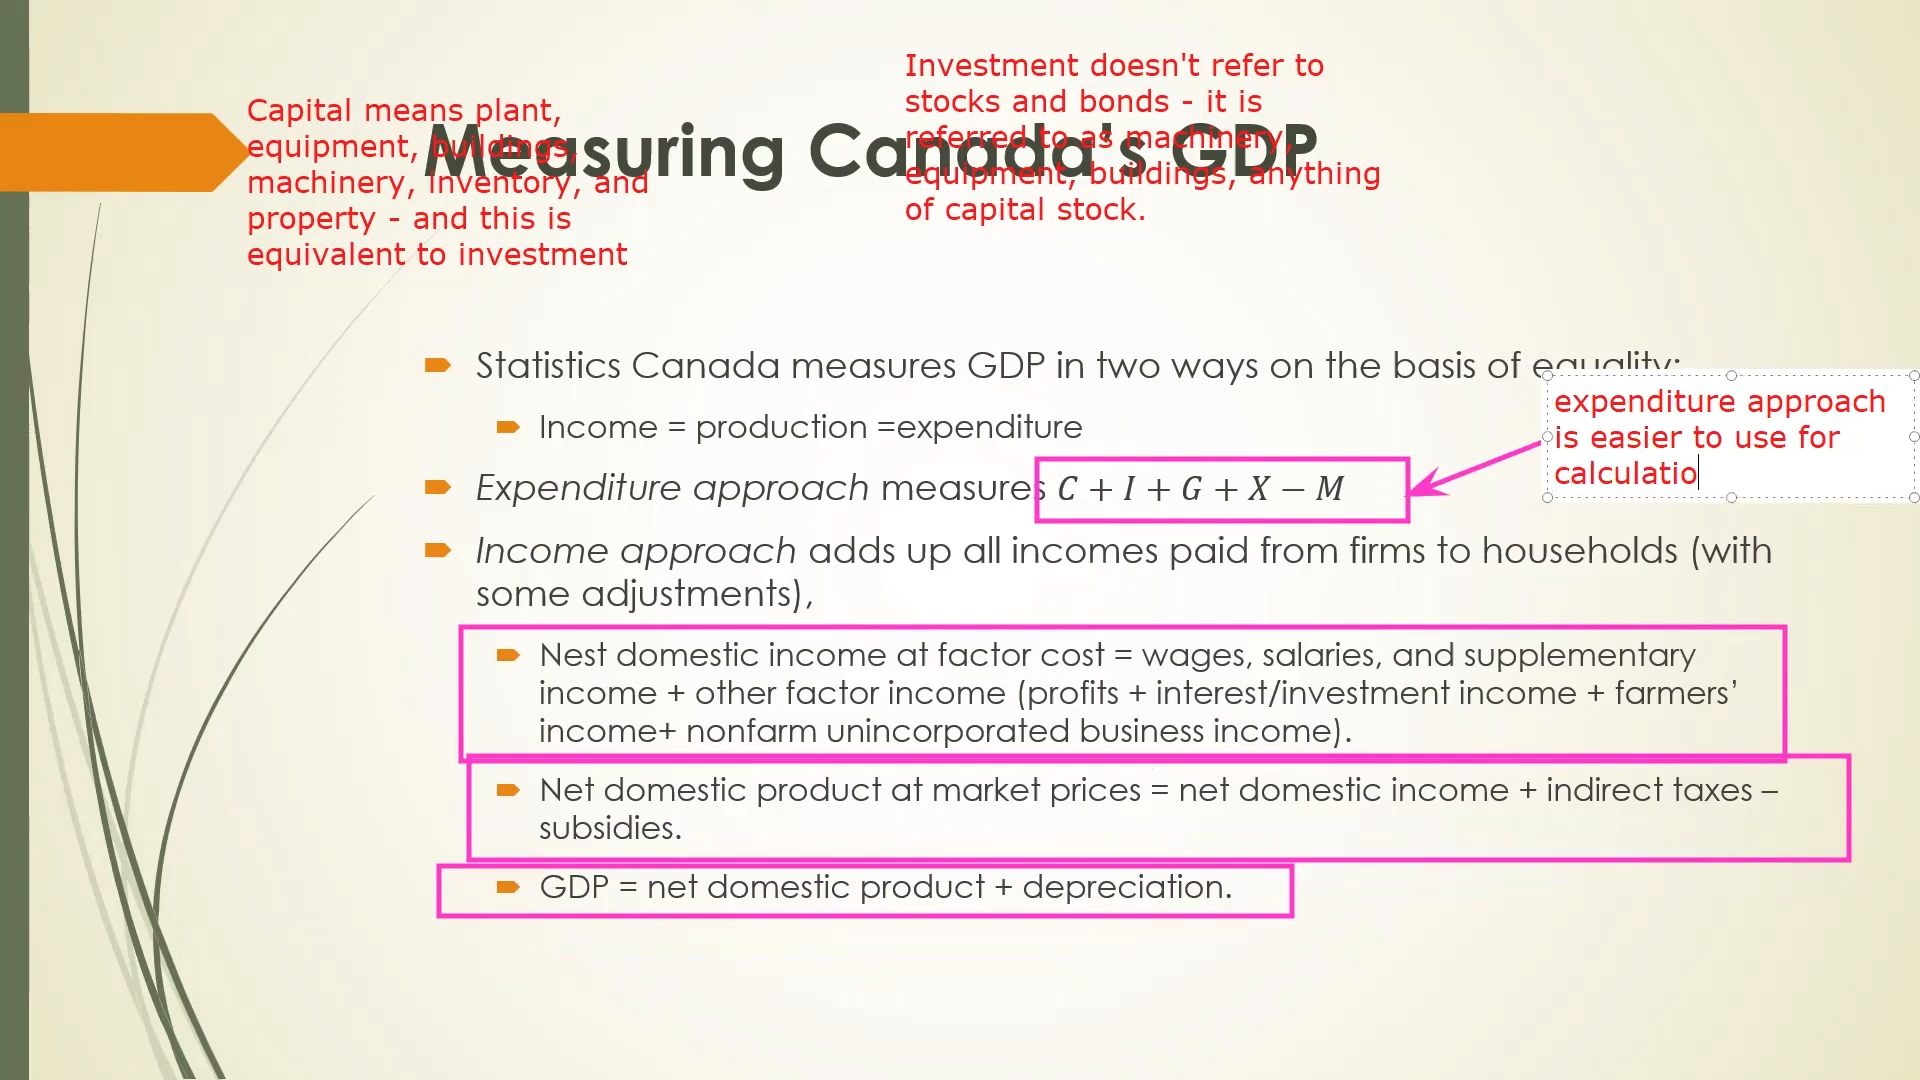 Capital means plant,
equipment, buildings,
machinery, inventory, and
property - and this is
equivalent to investment
Investment doesn't refer to
stocks and bonds - it is
referred to as machinery,
equipment, buildings, anything
of capital stock.
Measuring Canada's GDP
Statistics Canada measures GDP in two ways on the basis of equality:
Income = production =expenditure
expenditure approach
is easier to use for
calculatio
Expenditure approach measures C + I + G + X − M
Income approach adds up all incomes paid from firms to households (with
some adjustments),
Nest domestic income at factor cost = wages, salaries, and supplementary
income + other factor income (profits + interest/investment income + farmers’
income+ nonfarm unincorporated business income).
Net domestic product at market prices = net domestic income + indirect taxes –
subsidies.
GDP = net domestic product + depreciation.